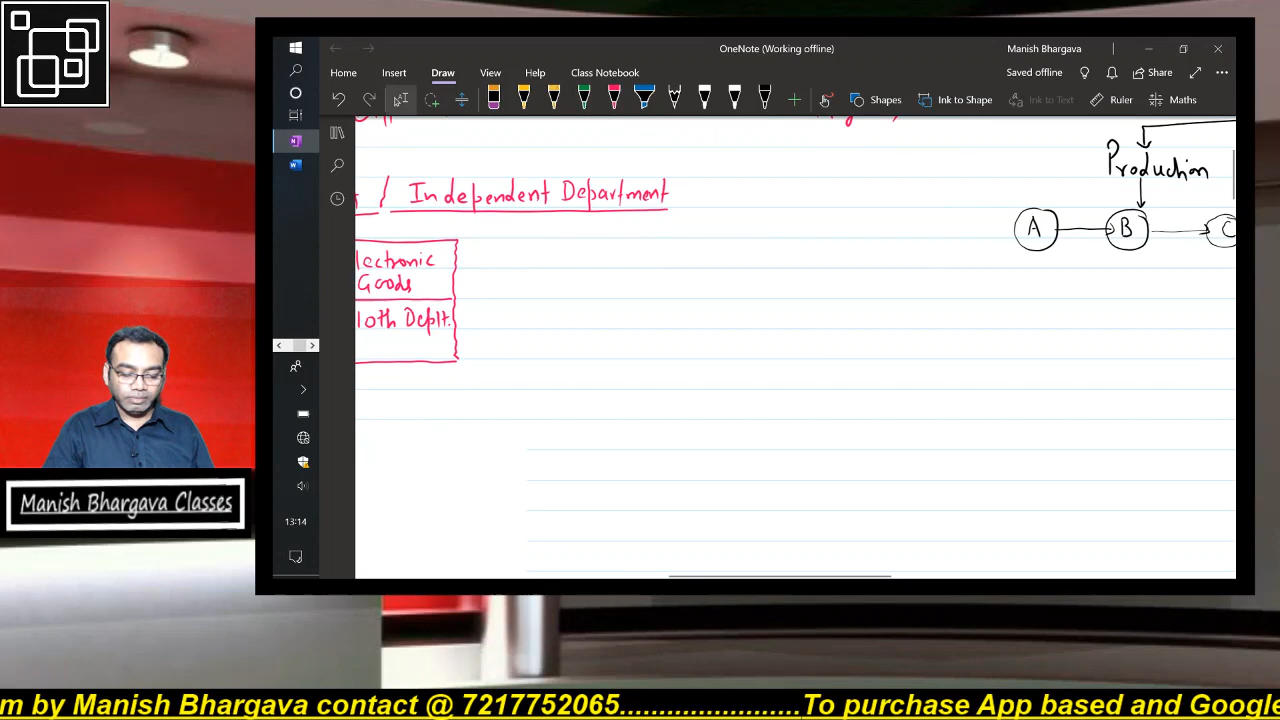 OneNote (Working offline)
Manish Bhargava
Home Insert Draw View Help Class Notebook
Saved offline
Share
Shapes
Ink to Shape
Ink to Text
Ruler
Maths
Production
/ Independent Department
A
B
C
lectronic
Goods
loth Deptt.
Manish Bhargava Classes
13:14
m by Manish Bhargava contact @ 7217752065......................To purchase App based and Google